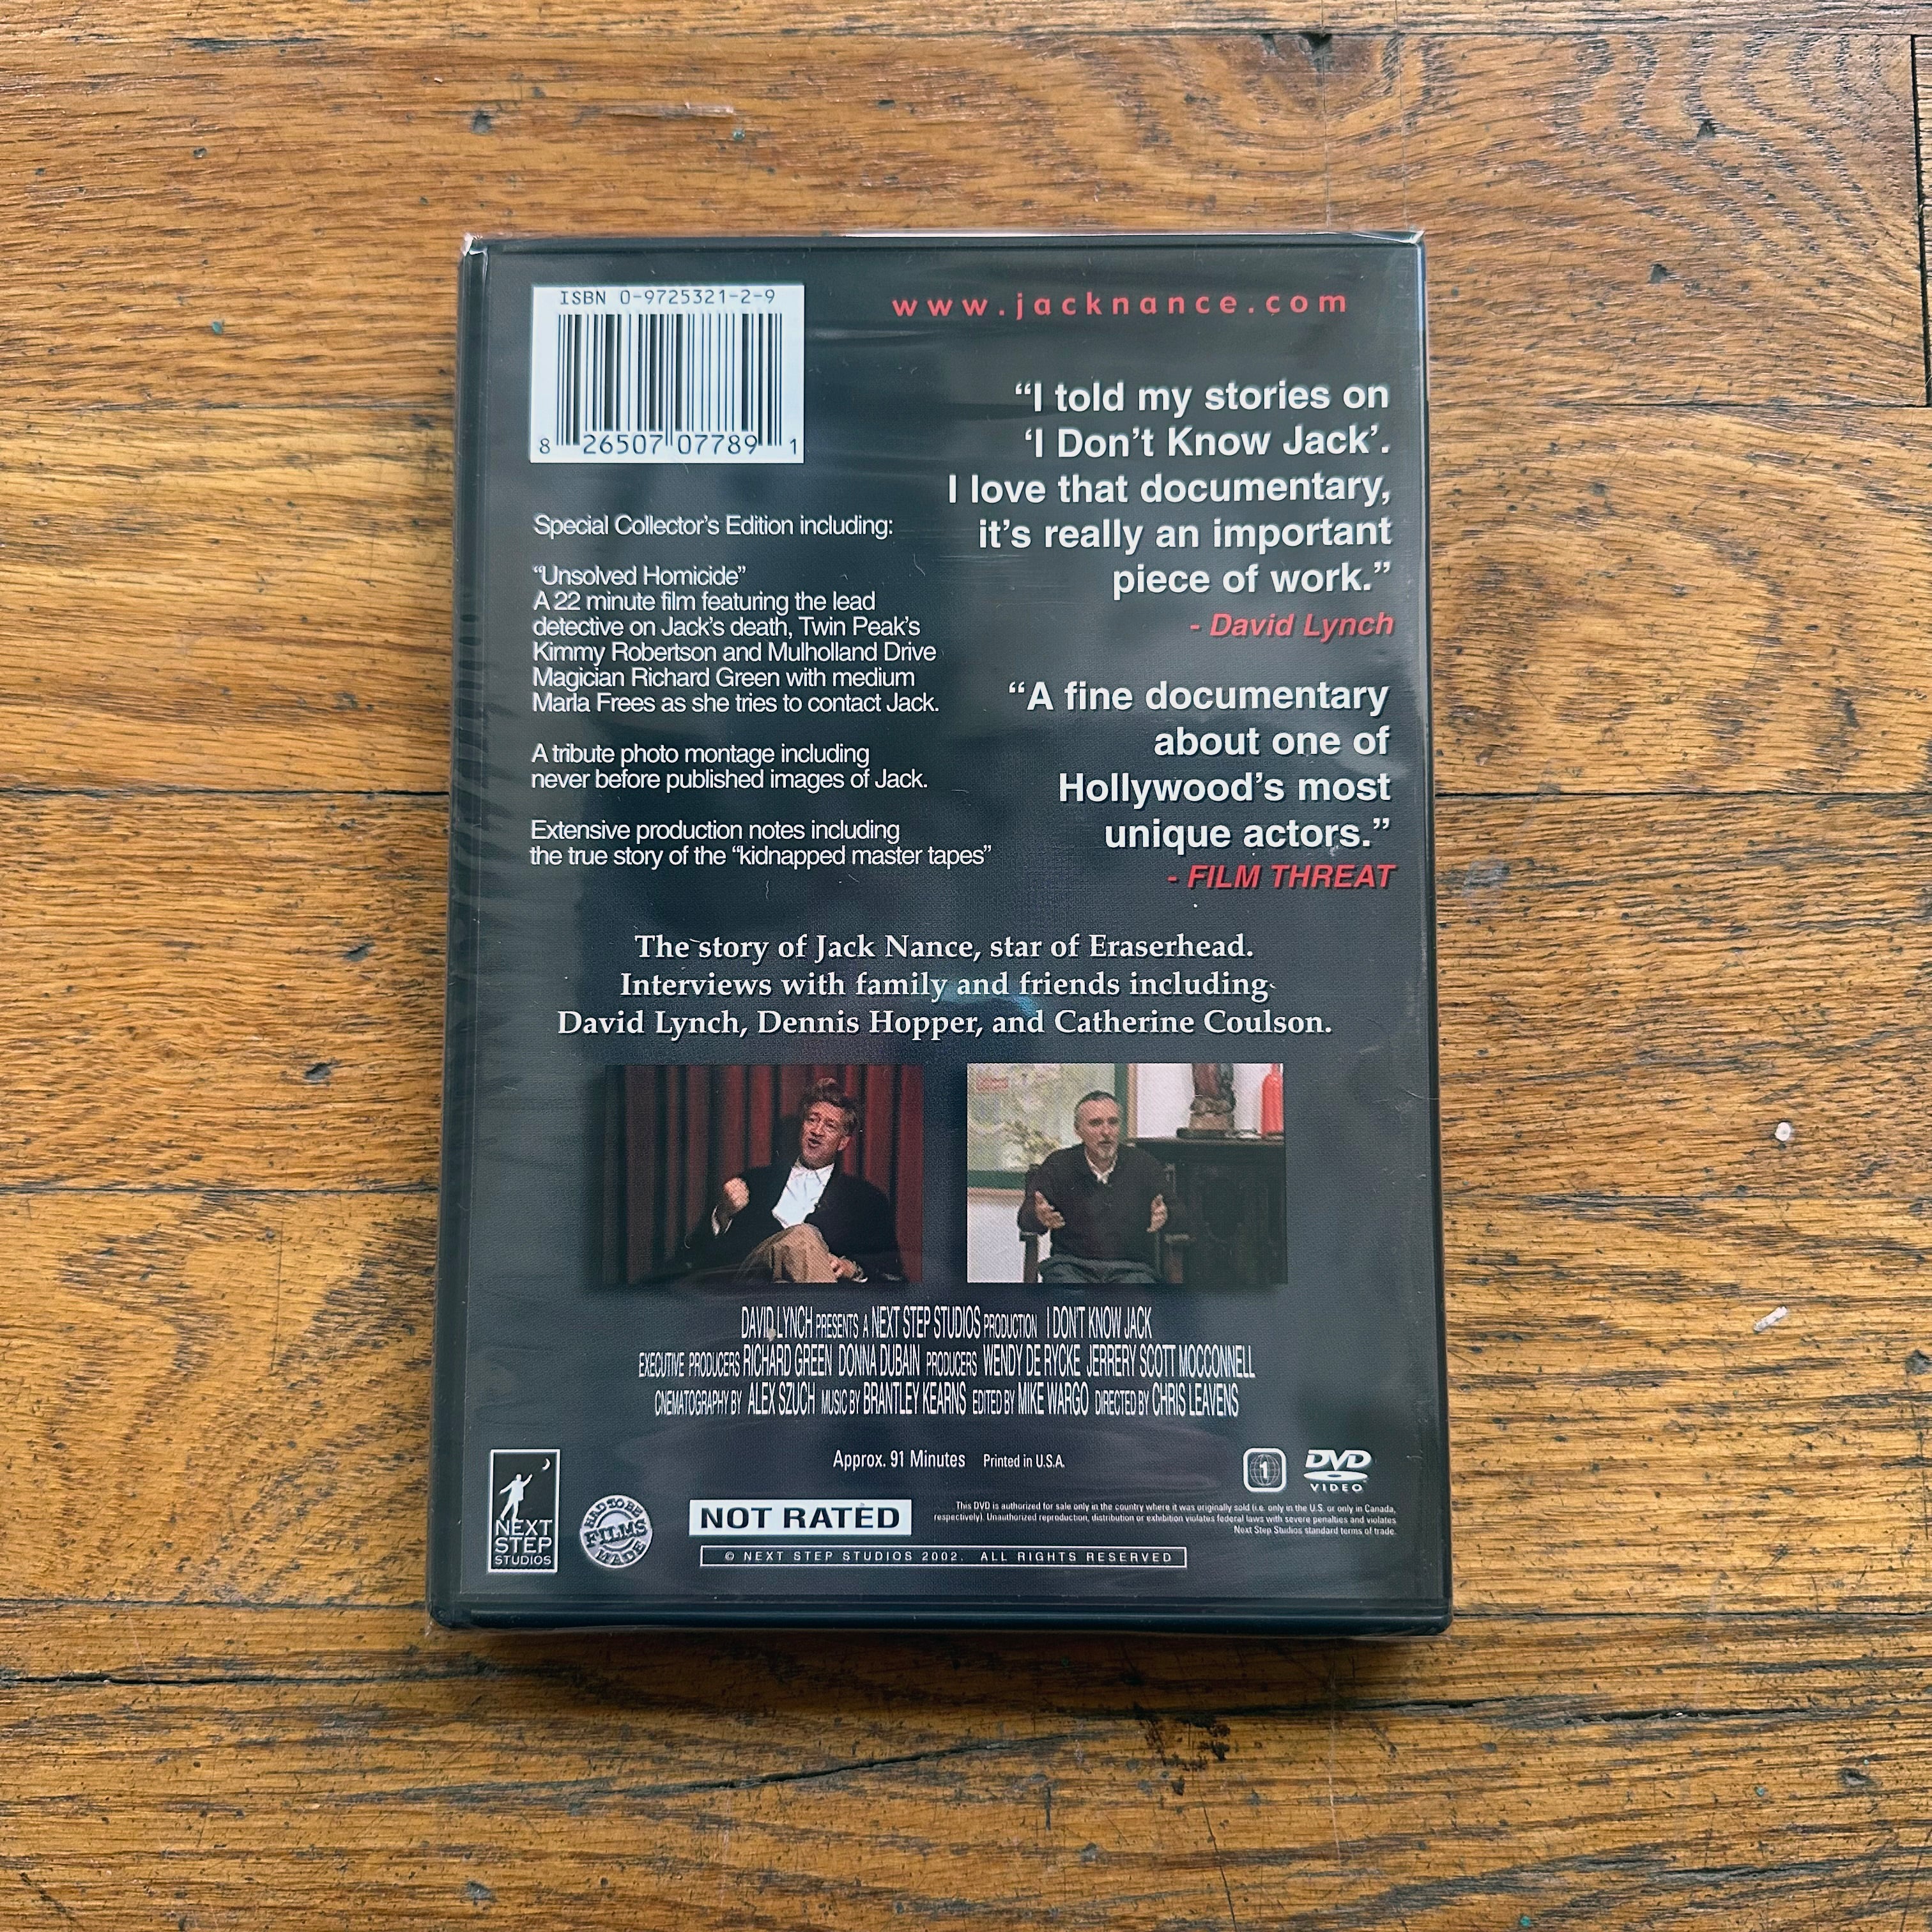 ISBN 0-9725321-2-9
8 26507 07789 1
www.jacknance.com
“I told my stories on
‘I Don’t Know Jack’.
I love that documentary,
it’s really an important
piece of work.”
- David Lynch
“A fine documentary
about one of
Hollywood’s most
unique actors.”
- FILM THREAT
Special Collector’s Edition including:
“Unsolved Homicide”
A 22 minute film featuring the lead
detective on Jack’s death, Twin Peak’s
Kimmy Robertson and Mulholland Drive
Magician Richard Green with medium
Marla Frees as she tries to contact Jack.
A tribute photo montage including
never before published images of Jack.
Extensive production notes including
the true story of the “kidnapped master tapes”
The story of Jack Nance, star of Eraserhead.
Interviews with family and friends including
David Lynch, Dennis Hopper, and Catherine Coulson.
DAVID LYNCH PRESENTS A NEXT STEP STUDIOS PRODUCTION I DON'T KNOW JACK
EXECUTIVE PRODUCERS RICHARD GREEN DONNA DUBAIN PRODUCERS WENDY DE RYCKE JERRERY SCOTT MOCCONNELL
CNEMATOGRAPHY BY ALEX SZUCH MUSIC BY BRANTLEY KEARNS EDITED BY MIKE WARGO DIRECTED BY CHRIS LEAVENS
Approx. 91 Minutes Printed in U.S.A.
1
DVD
VIDEO
NEXT
STEP
STUDIOS
HAD TO BE
FILMS
MADE
NOT RATED
This DVD is authorized for sale only in the country where it was originally sold (i.e. only in the U.S. or only in Canada,
respectively). Unauthorized reproduction, distribution or exhibition violates federal laws with severe penalties and violates
Next Step Studios standard terms of trade.
© NEXT STEP STUDIOS 2002. ALL RIGHTS RESERVED